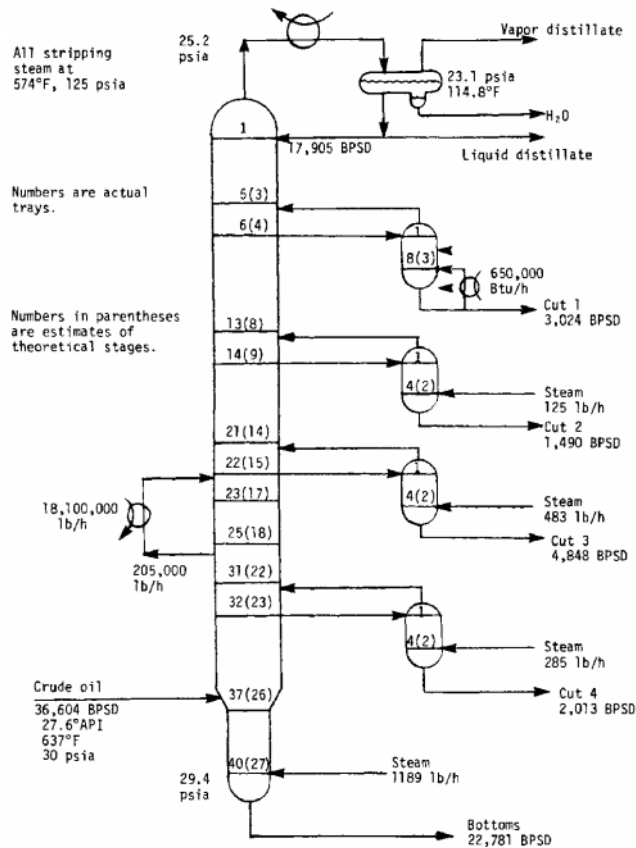 All stripping
steam at
574°F, 125 psia
25.2
psia
Vapor distillate
23.1 psia
114.8°F
H₂O
1
17,905 BPSD
Liquid distillate
Numbers are actual
trays.
5(3)
6(4)
1
8(3)
650,000
Btu/h
Cut 1
3,024 BPSD
Numbers in parentheses
are estimates of
theoretical stages.
13(8)
14(9)
1
4(2)
Steam
125 lb/h
Cut 2
1,490 BPSD
21(14)
22(15)
23(17)
25(18)
1
4(2)
Steam
483 lb/h
Cut 3
4,848 BPSD
18,100,000
lb/h
205,000
lb/h
31(22)
32(23)
1
4(2)
Steam
285 lb/h
Cut 4
2,013 BPSD
Crude oil
36,604 BPSD
27.6°API
637°F
30 psia
37(26)
40(27)
Steam
1189 lb/h
29.4
psia
Bottoms
22,781 BPSD